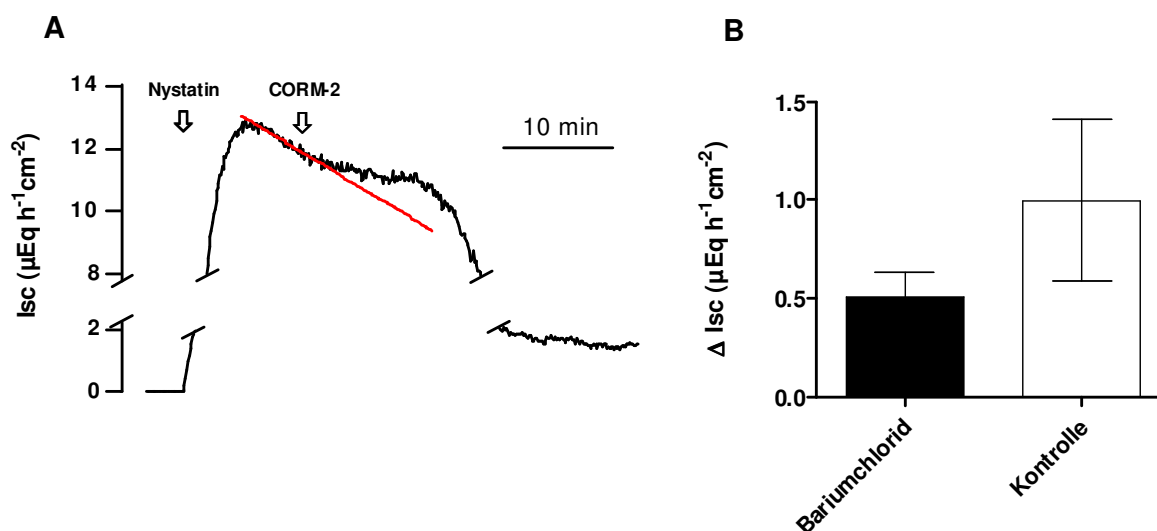 A
Isc (µEq h⁻¹cm⁻²)
14
12
10
8
2
0
Nystatin
CORM-2
10 min
B
Δ Isc (µEq h⁻¹cm⁻²)
1.5
1.0
0.5
0.0
Bariumchlorid
Kontrolle